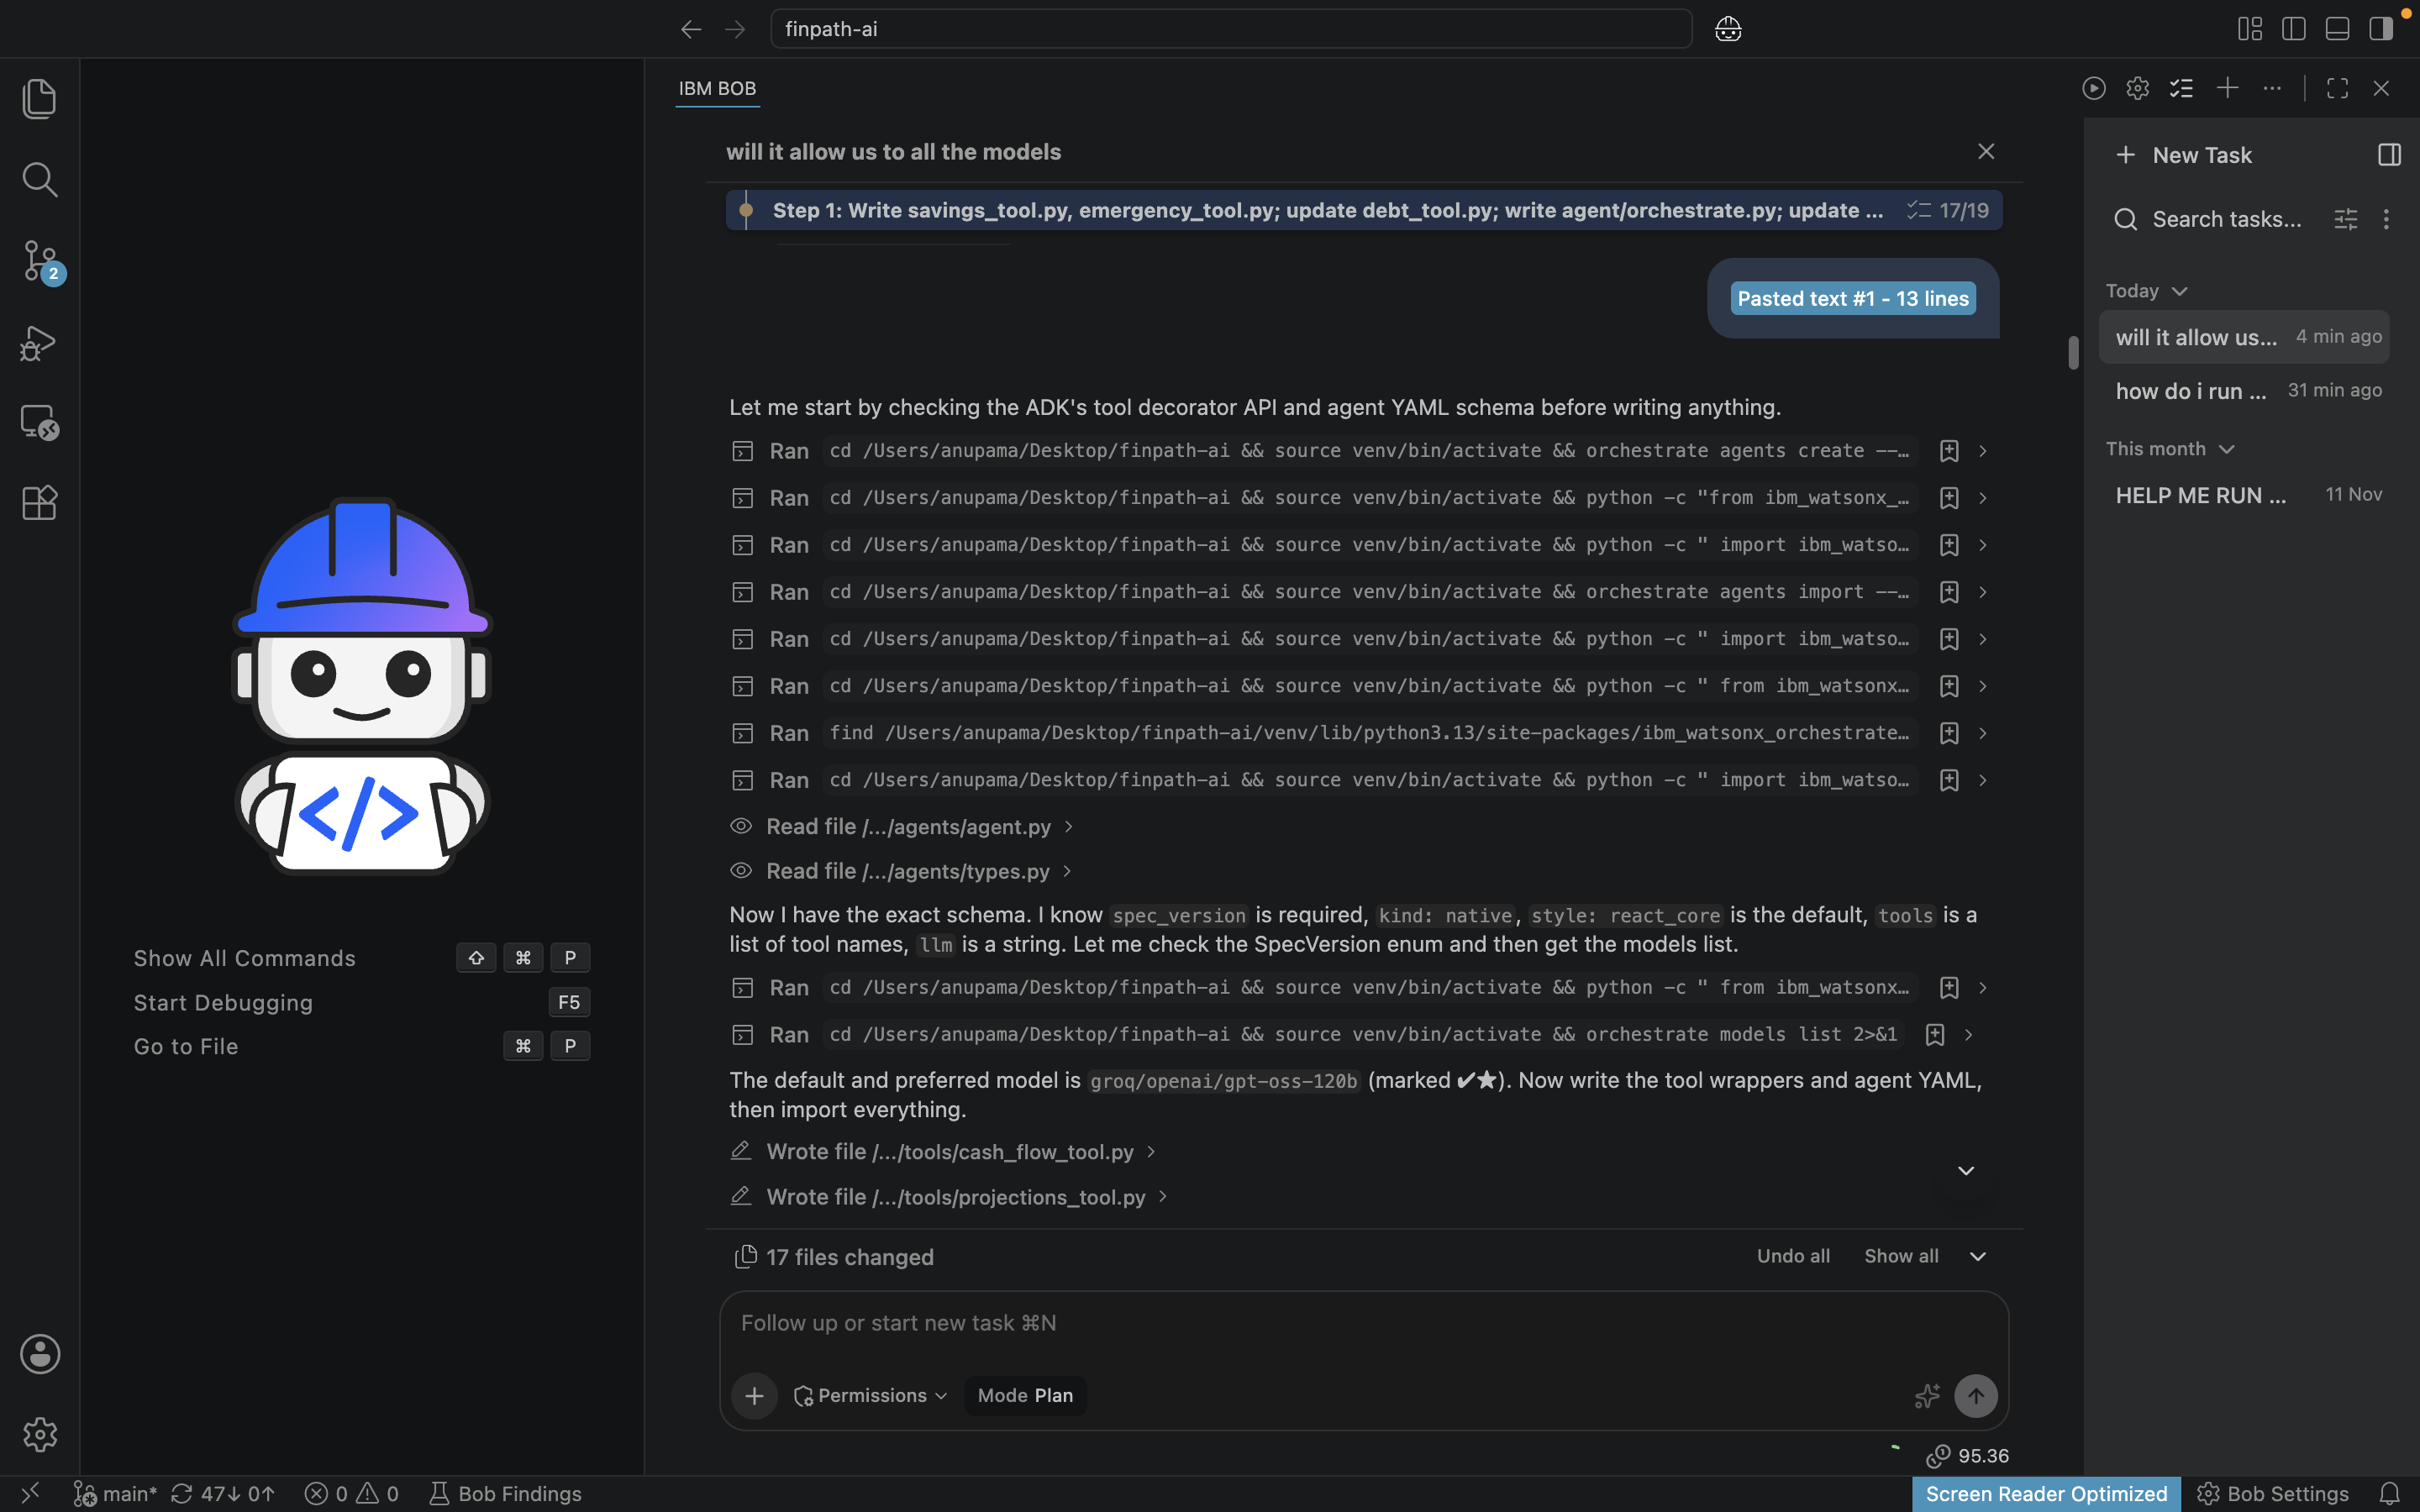 finpath-ai
IBM BOB
will it allow us to all the models
Step 1: Write savings_tool.py, emergency_tool.py; update debt_tool.py; write agent/orchestrate.py; update ...
17/19
Pasted text #1 - 13 lines
Let me start by checking the ADK's tool decorator API and agent YAML schema before writing anything.
Ran cd /Users/anupama/Desktop/finpath-ai && source venv/bin/activate && orchestrate agents create --…
Ran cd /Users/anupama/Desktop/finpath-ai && source venv/bin/activate && python -c "from ibm_watsonx_…
Ran cd /Users/anupama/Desktop/finpath-ai && source venv/bin/activate && python -c " import ibm_watso…
Ran cd /Users/anupama/Desktop/finpath-ai && source venv/bin/activate && orchestrate agents import --…
Ran cd /Users/anupama/Desktop/finpath-ai && source venv/bin/activate && python -c " import ibm_watso…
Ran cd /Users/anupama/Desktop/finpath-ai && source venv/bin/activate && python -c " from ibm_watsonx…
Ran find /Users/anupama/Desktop/finpath-ai/venv/lib/python3.13/site-packages/ibm_watsonx_orchestrate…
Ran cd /Users/anupama/Desktop/finpath-ai && source venv/bin/activate && python -c " import ibm_watso…
Read file /.../agents/agent.py
Read file /.../agents/types.py
Now I have the exact schema. I know spec_version is required, kind: native, style: react_core is the default, tools is a
list of tool names, llm is a string. Let me check the SpecVersion enum and then get the models list.
Ran cd /Users/anupama/Desktop/finpath-ai && source venv/bin/activate && python -c " from ibm_watsonx…
Ran cd /Users/anupama/Desktop/finpath-ai && source venv/bin/activate && orchestrate models list 2>&1
The default and preferred model is groq/openai/gpt-oss-120b (marked ✔★). Now write the tool wrappers and agent YAML,
then import everything.
Wrote file /.../tools/cash_flow_tool.py
Wrote file /.../tools/projections_tool.py
17 files changed
Undo all
Show all
Follow up or start new task ⌘N
Permissions
Mode Plan
95.36
New Task
Search tasks...
Today
will it allow us... 4 min ago
how do i run ... 31 min ago
This month
HELP ME RUN ... 11 Nov
2
</>
Show All Commands ⇧ ⌘ P
Start Debugging F5
Go to File ⌘ P
main* 47↓ 0↑ 0 0 Bob Findings
Screen Reader Optimized
Bob Settings